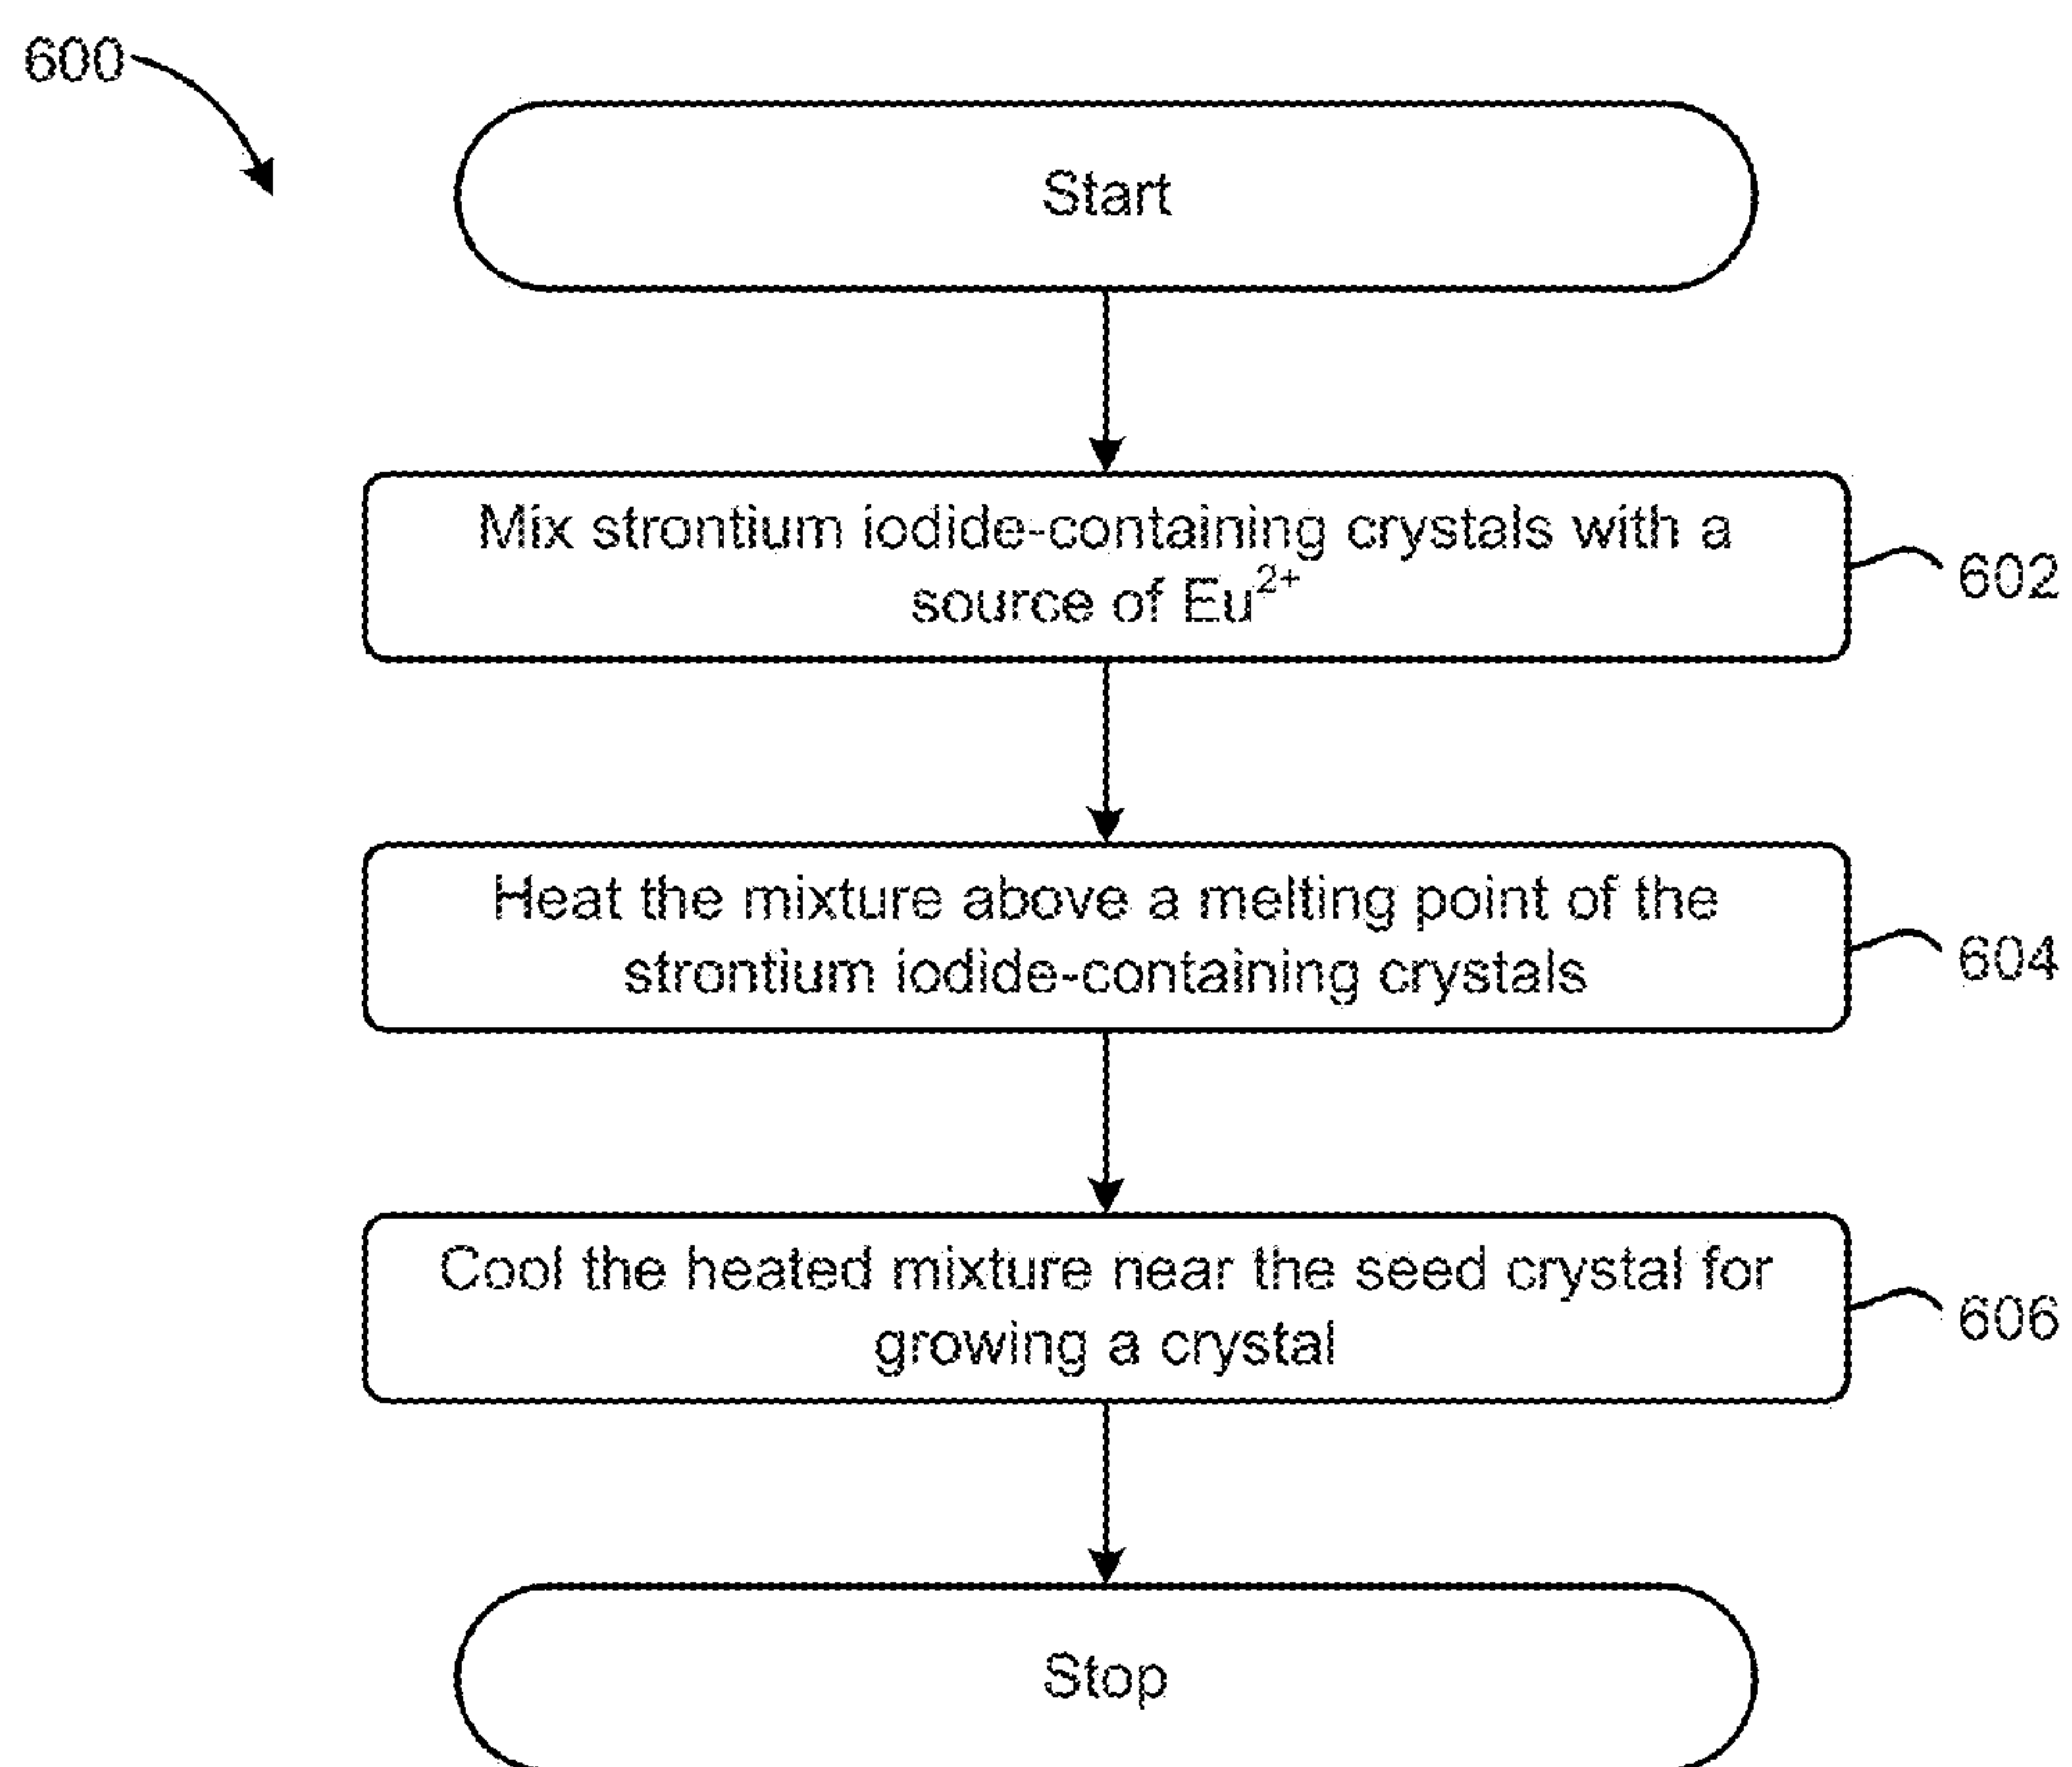 600
Start
Mix strontium iodide-containing crystals with a
source of Eu²⁺
602
Heat the mixture above a melting point of the
strontium iodide-containing crystals
604
Cool the heated mixture near the seed crystal for
growing a crystal
606
Stop